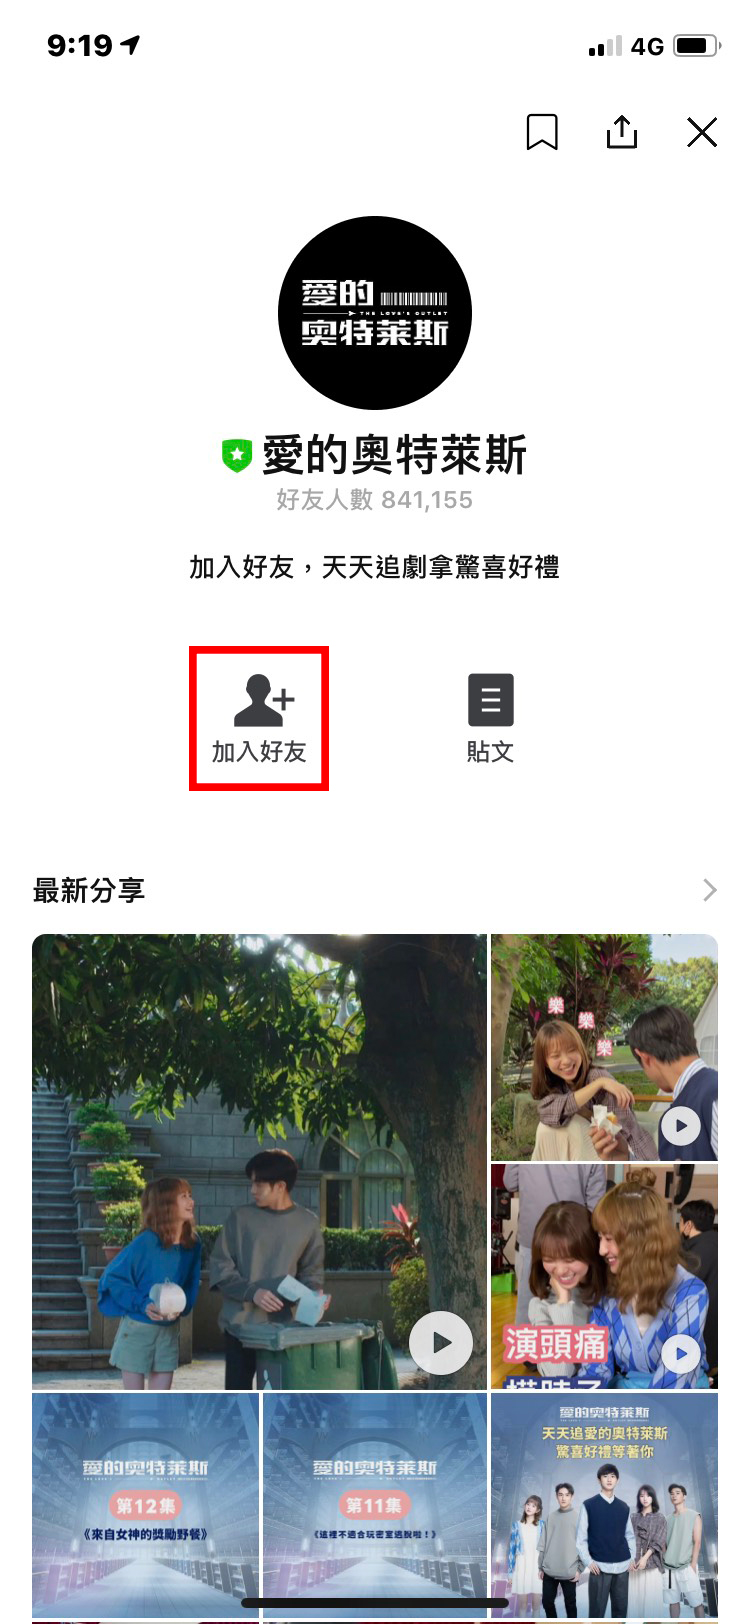 9:19
4G
愛的
THE LOVE'S OUTLET
奧特萊斯
愛的奧特萊斯
好友人數 841,155
加入好友，天天追劇拿驚喜好禮
加入好友
貼文
最新分享
樂
樂
樂
演頭痛
愛的奧特萊斯
第12集
《來自女神的獎勵野餐》
愛的奧特萊斯
第11集
《這裡不適合玩密室逃脫啦！》
愛的奧特萊斯
天天追愛的奧特萊斯
驚喜好禮等著你